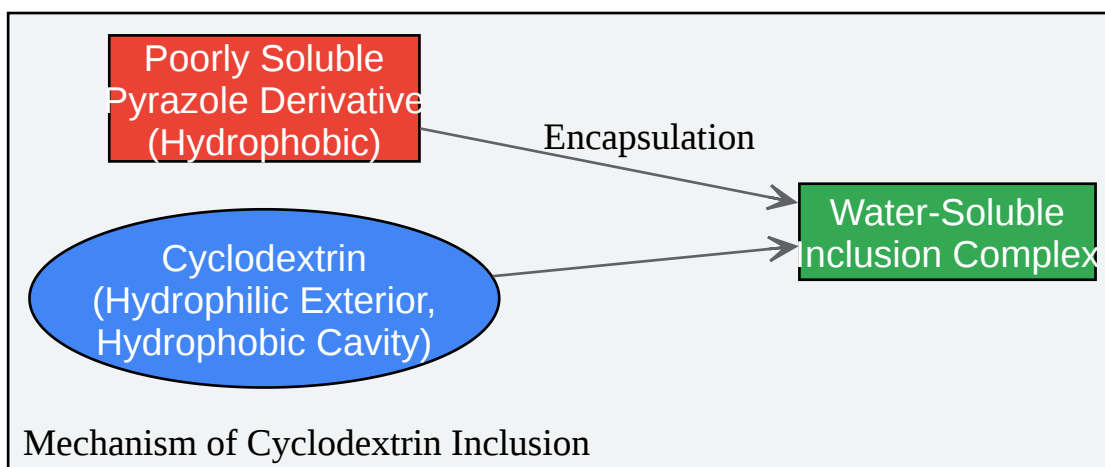 Poorly Soluble
Pyrazole Derivative
(Hydrophobic)
Encapsulation
Water-Soluble
Inclusion Complex
Cyclodextrin
(Hydrophilic Exterior,
Hydrophobic Cavity)
Mechanism of Cyclodextrin Inclusion